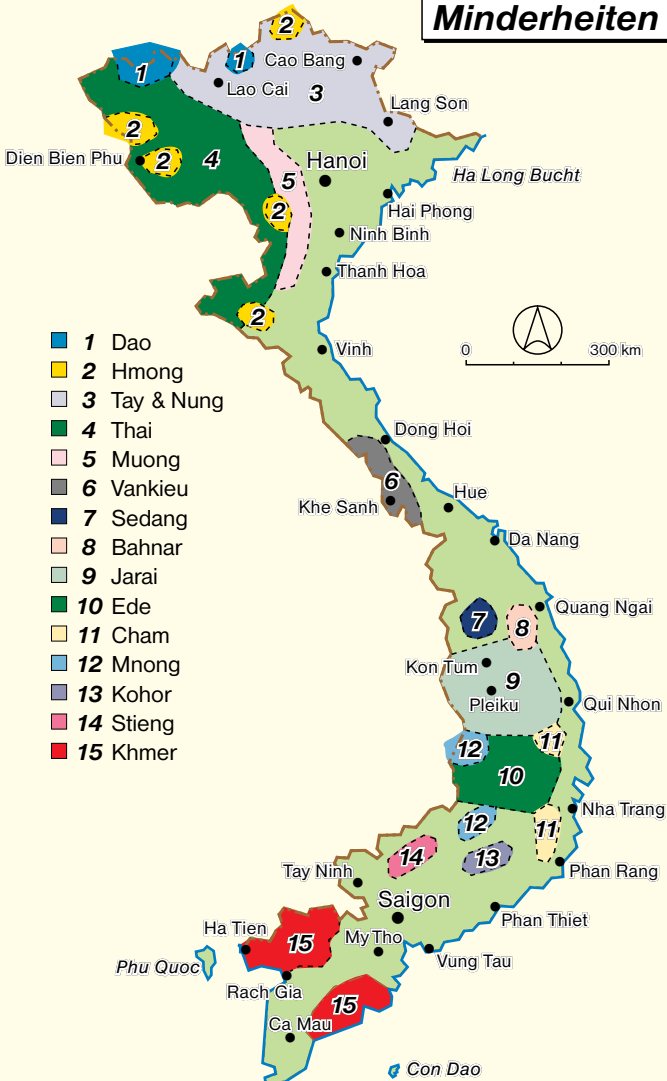 Minderheiten
2
1
Cao Bang
1
Lao Cai
3
Lang Son
2
Dien Bien Phu
2
4
5
Hanoi
Ha Long Bucht
2
Hai Phong
Ninh Binh
Thanh Hoa
2
1 Dao
2 Hmong
3 Tay & Nung
4 Thai
5 Muong
6 Vankieu
7 Sedang
8 Bahnar
9 Jarai
10 Ede
11 Cham
12 Mnong
13 Kohor
14 Stieng
15 Khmer
Vinh
0 300 km
Dong Hoi
6
Khe Sanh
Hue
Da Nang
7
8
Quang Ngai
Kon Tum
9
Pleiku
Qui Nhon
12
11
10
Nha Trang
12
11
14
13
Phan Rang
Tay Ninh
Saigon
Phan Thiet
Ha Tien
15
My Tho
Vung Tau
Phu Quoc
Rach Gia
15
Ca Mau
Con Dao